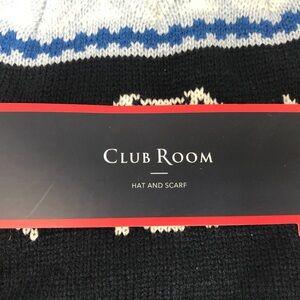 CLUB ROOM
HAT AND SCARF